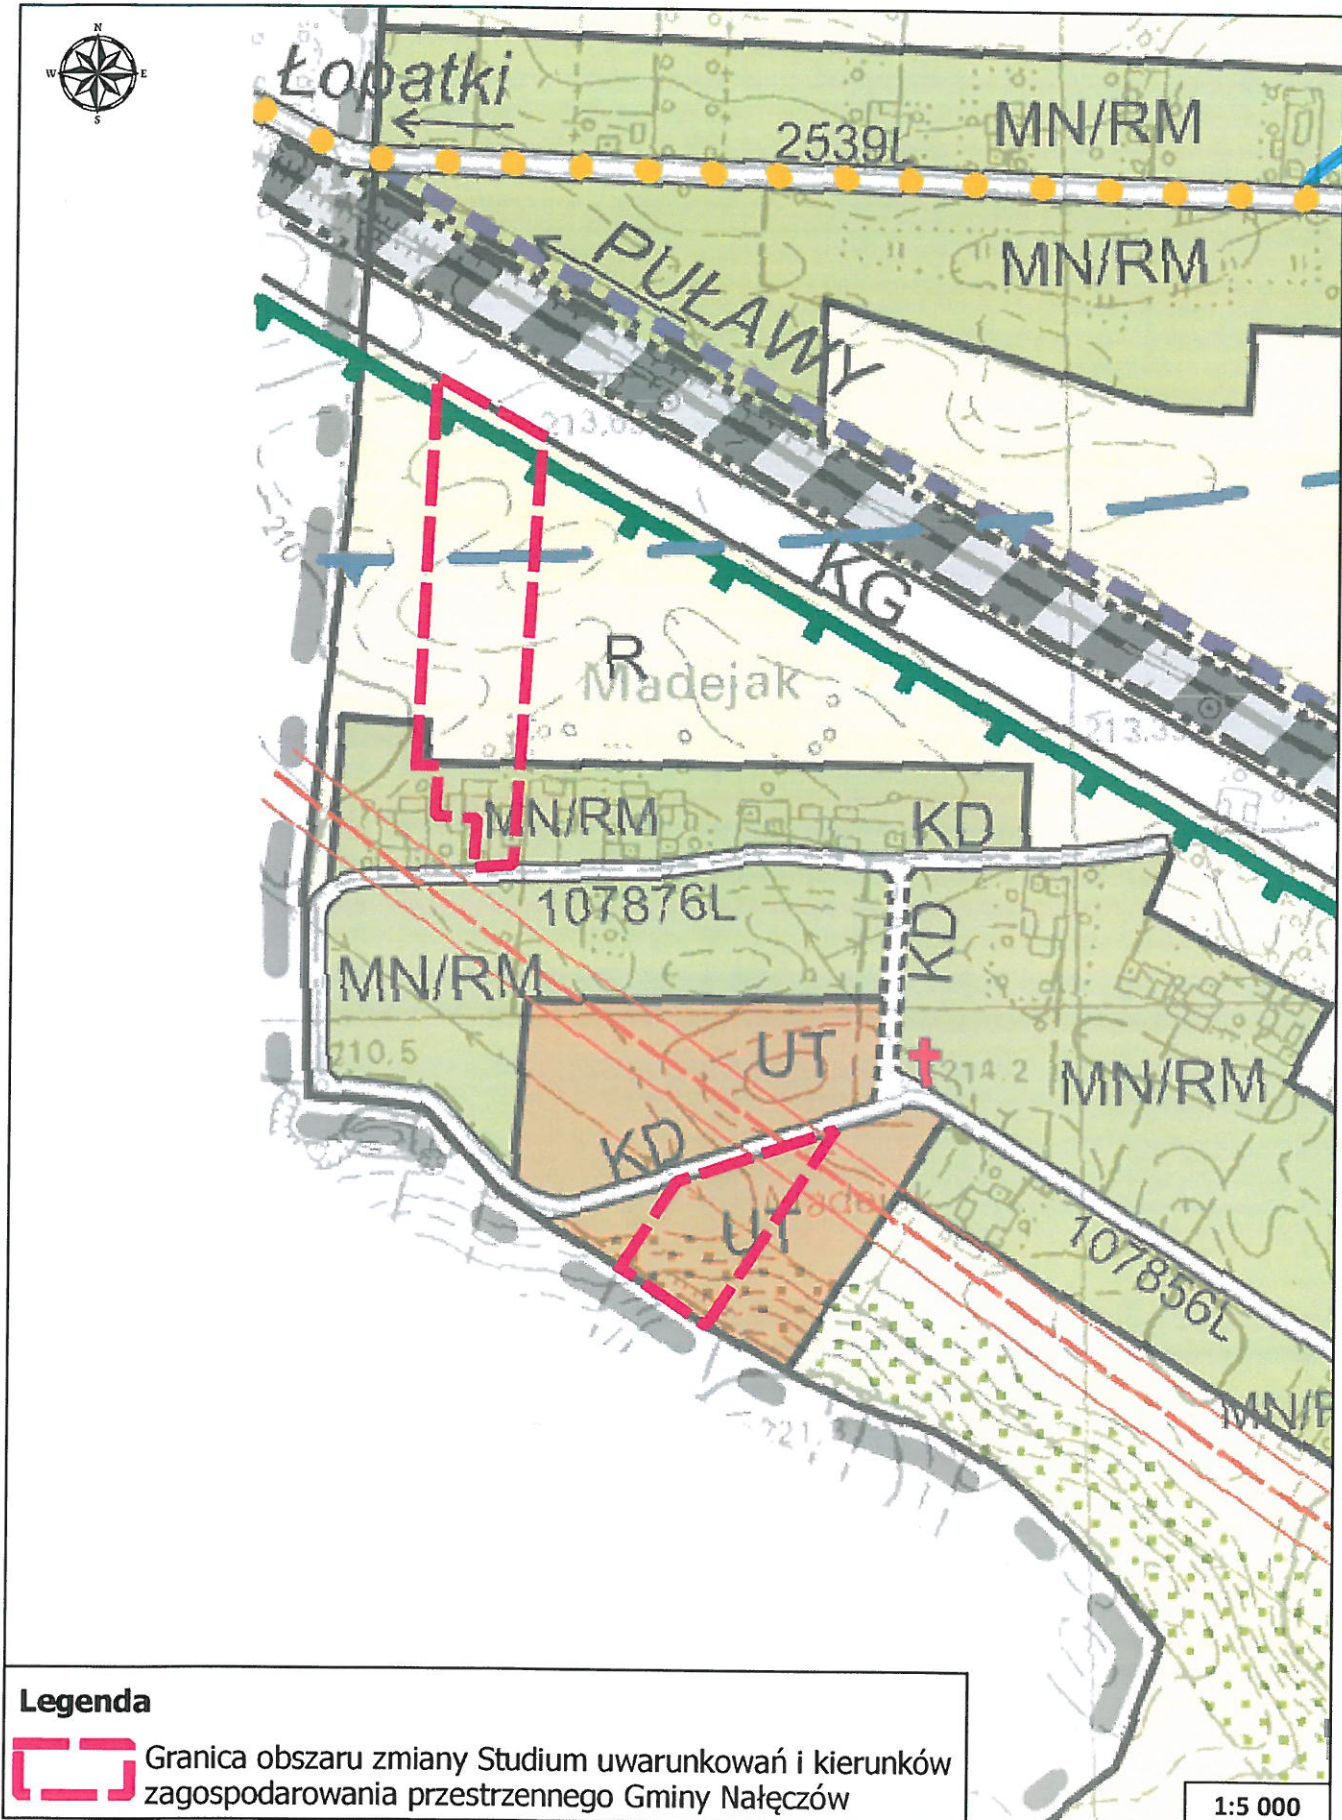 N
W E
S
Łopatki
2539L
MN/RM
MN/RM
PUŁAWY
KG
210
R
Madejak
MN/RM
KD
107876L
KD
MN/RM
UT
210.5
214.2
MN/RM
KD
UT
107856L
Legenda
Granica obszaru zmiany Studium uwarunkowań i kierunków
zagospodarowania przestrzennego Gminy Nałęczów
1:5 000